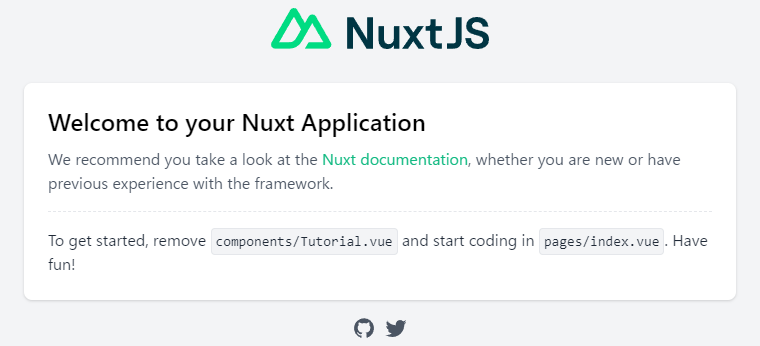 NuxtJS
Welcome to your Nuxt Application
We recommend you take a look at the Nuxt documentation, whether you are new or have
previous experience with the framework.
To get started, remove components/Tutorial.vue and start coding in pages/index.vue. Have
fun!